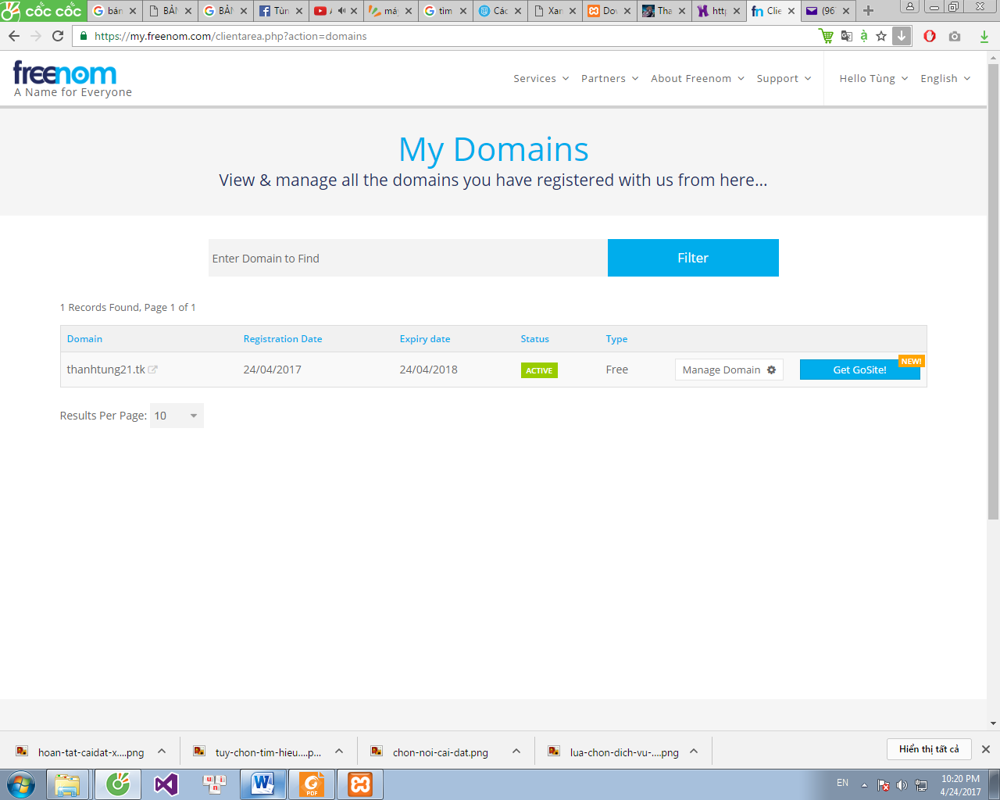 CỐC CỐC
bán
BẢN
BẢN
Tùn
máy
tim
Các
Xan
Dow
Tha
http
Clie
(96
https://my.freenom.com/clientarea.php?action=domains
freenom
A Name for Everyone
Services Partners About Freenom Support Hello Tùng English
My Domains
View & manage all the domains you have registered with us from here...
Enter Domain to Find Filter
1 Records Found, Page 1 of 1
Domain Registration Date Expiry date Status Type
NEW!
thanhtung21.tk 24/04/2017 24/04/2018 ACTIVE Free Manage Domain Get GoSite!
Results Per Page: 10
hoan-tat-caidat-x....png tuy-chon-tim-hieu....p... chon-noi-cai-dat.png lua-chon-dich-vu-....png Hiển thị tất cả
EN 10:20 PM
4/24/2017